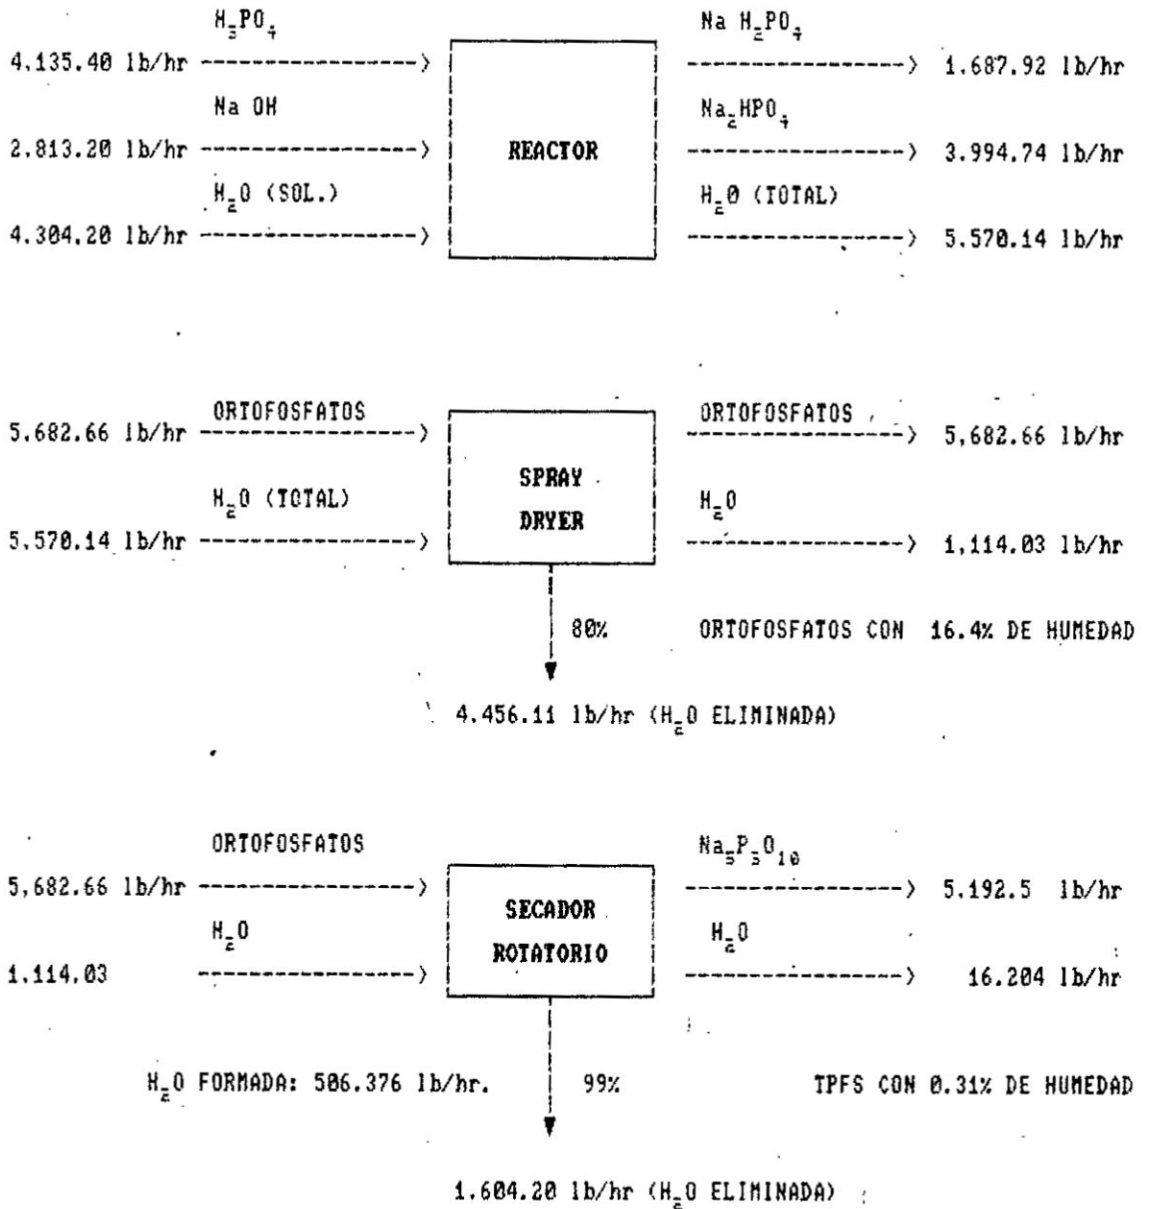 H₃PO₄ Na H₂PO₄
4.135.40 lb/hr ----------------> ----------------> 1.687.92 lb/hr
Na OH Na₂HPO₄
2.813.20 lb/hr ----------------> REACTOR ----------------> 3.994.74 lb/hr
H₂O (SOL.) H₂O (TOTAL)
4.304.20 lb/hr ----------------> ----------------> 5.570.14 lb/hr
ORTOFOSFATOS ORTOFOSFATOS
5.682.66 lb/hr ----------------> ----------------> 5,682.66 lb/hr
SPRAY
H₂O (TOTAL) H₂O
DRYER
5,570.14 lb/hr ----------------> ----------------> 1,114.03 lb/hr
80% ORTOFOSFATOS CON 16.4% DE HUMEDAD
4.456.11 lb/hr (H₂O ELIMINADA)
ORTOFOSFATOS Na₅P₃O₁₀
5,682.66 lb/hr ----------------> ----------------> 5.192.5 lb/hr
SECADOR
H₂O H₂O
ROTATORIO
1.114.03 ----------------> ----------------> 16.204 lb/hr
H₂O FORMADA: 506.376 lb/hr. 99% TPFS CON 0.31% DE HUMEDAD
1.604.20 lb/hr (H₂O ELIMINADA)